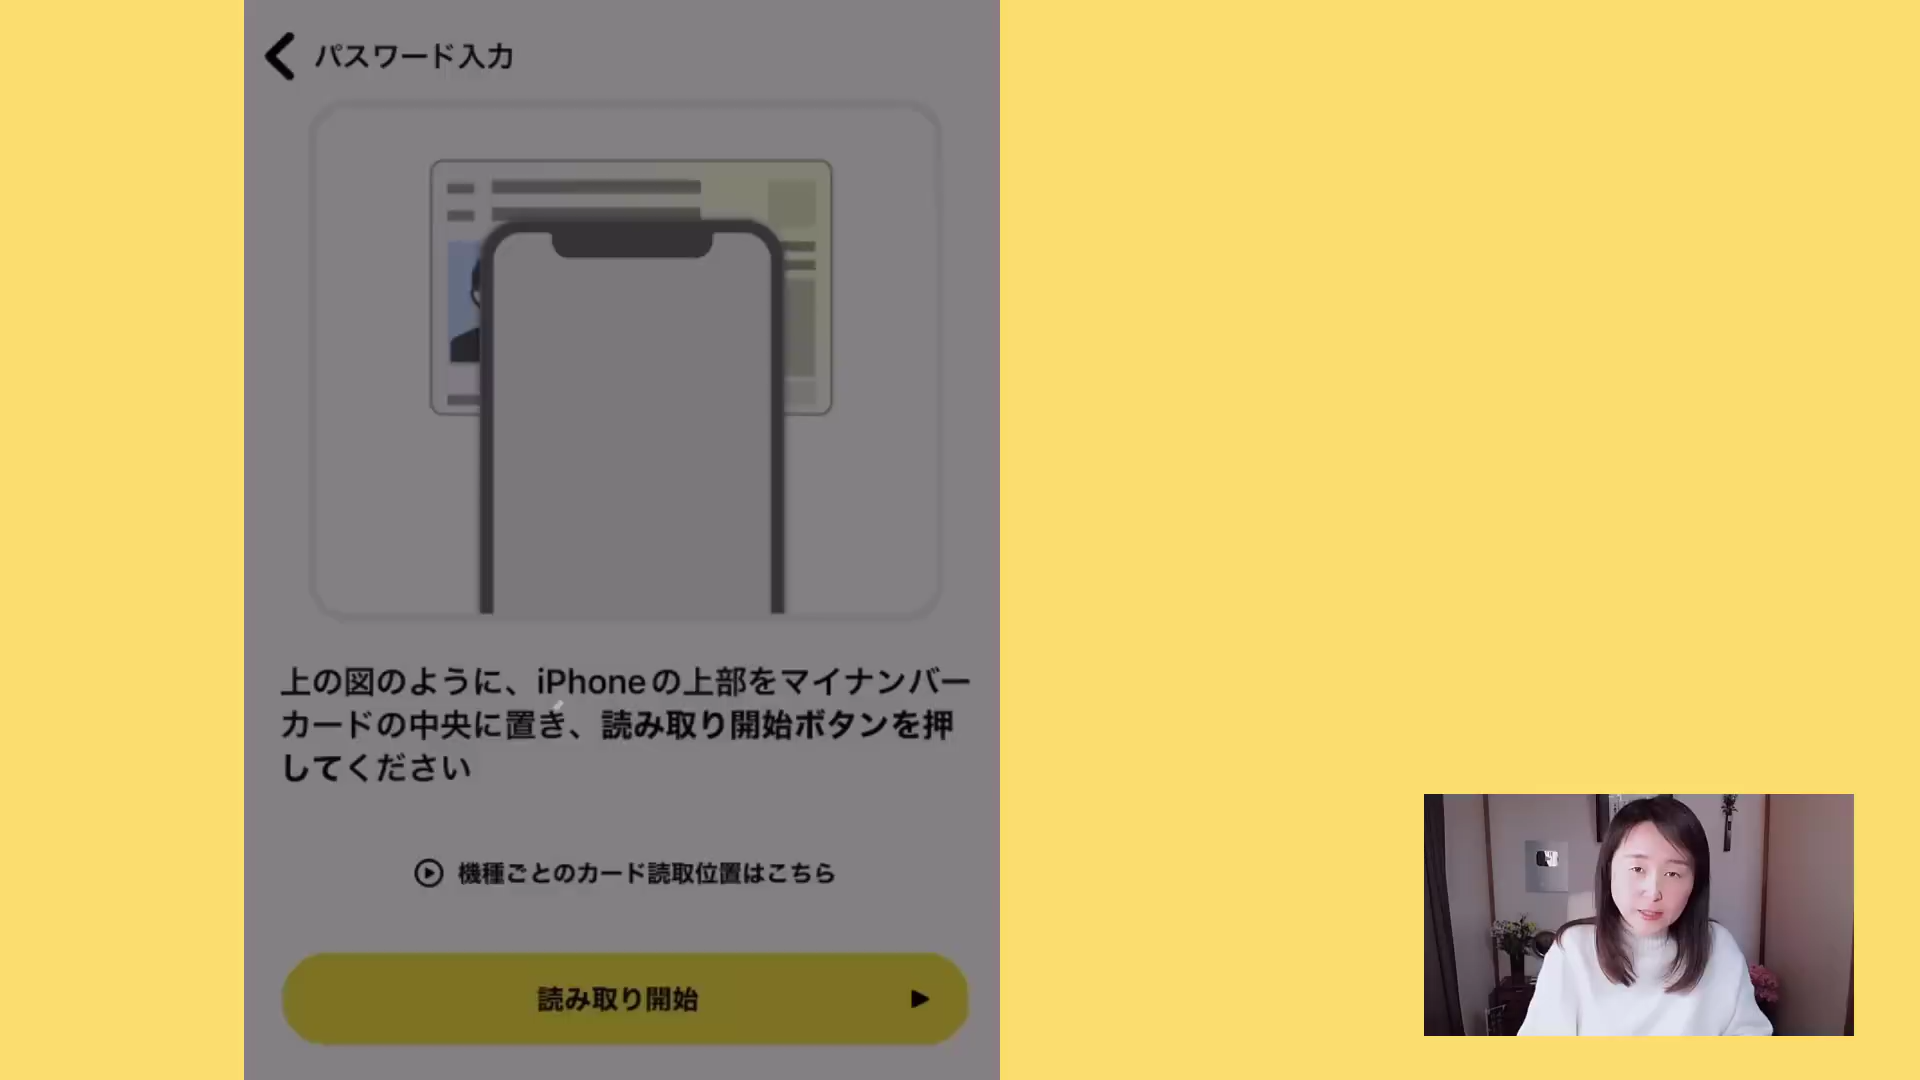 パスワード入力
上の図のように、iPhoneの上部をマイナンバー
カードの中央に置き、読み取り開始ボタンを押
してください
機種ごとのカード読取位置はこちら
読み取り開始